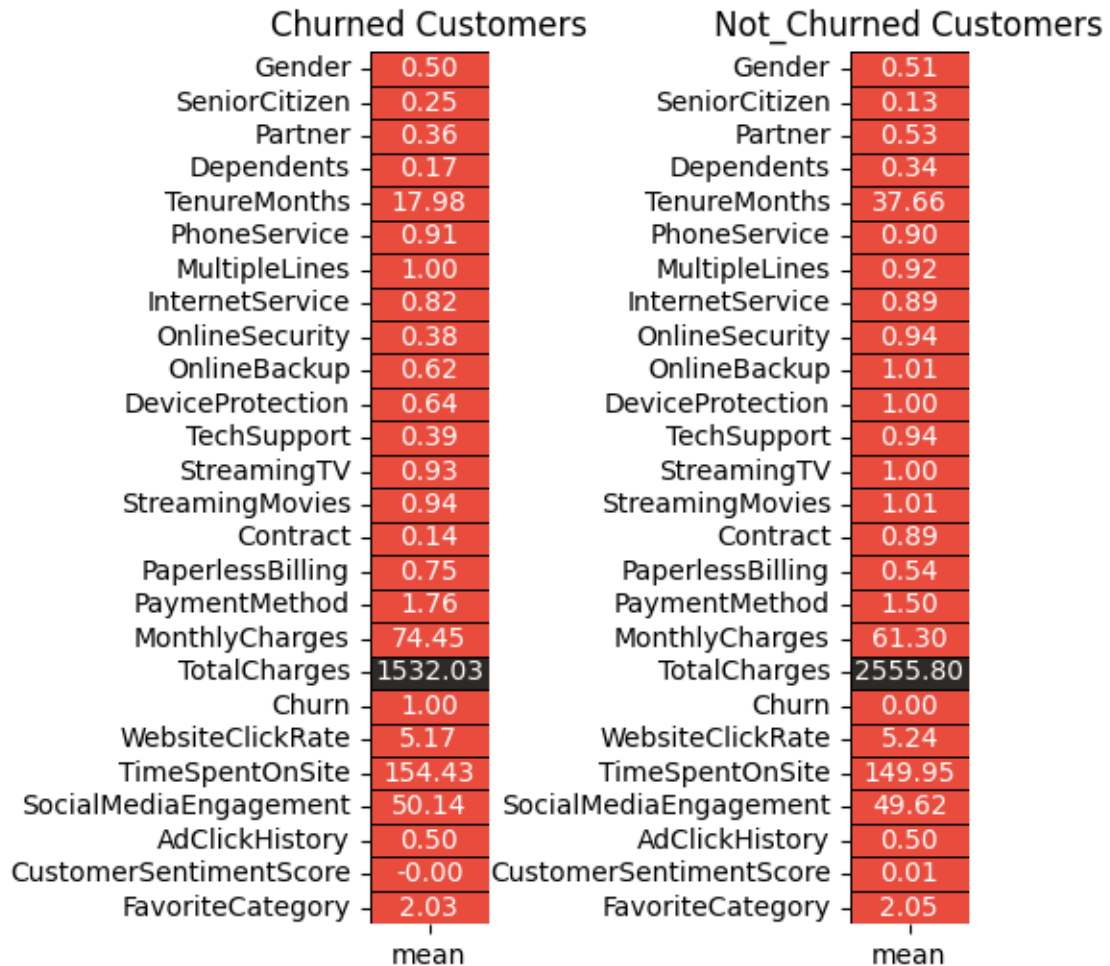 Churned Customers
Gender 0.50
SeniorCitizen 0.25
Partner 0.36
Dependents 0.17
TenureMonths 17.98
PhoneService 0.91
MultipleLines 1.00
InternetService 0.82
OnlineSecurity 0.38
OnlineBackup 0.62
DeviceProtection 0.64
TechSupport 0.39
StreamingTV 0.93
StreamingMovies 0.94
Contract 0.14
PaperlessBilling 0.75
PaymentMethod 1.76
MonthlyCharges 74.45
TotalCharges 1532.03
Churn 1.00
WebsiteClickRate 5.17
TimeSpentOnSite 154.43
SocialMediaEngagement 50.14
AdClickHistory 0.50
CustomerSentimentScore -0.00
FavoriteCategory 2.03
mean
Not_Churned Customers
Gender 0.51
SeniorCitizen 0.13
Partner 0.53
Dependents 0.34
TenureMonths 37.66
PhoneService 0.90
MultipleLines 0.92
InternetService 0.89
OnlineSecurity 0.94
OnlineBackup 1.01
DeviceProtection 1.00
TechSupport 0.94
StreamingTV 1.00
StreamingMovies 1.01
Contract 0.89
PaperlessBilling 0.54
PaymentMethod 1.50
MonthlyCharges 61.30
TotalCharges 2555.80
Churn 0.00
WebsiteClickRate 5.24
TimeSpentOnSite 149.95
SocialMediaEngagement 49.62
AdClickHistory 0.50
CustomerSentimentScore 0.01
FavoriteCategory 2.05
mean